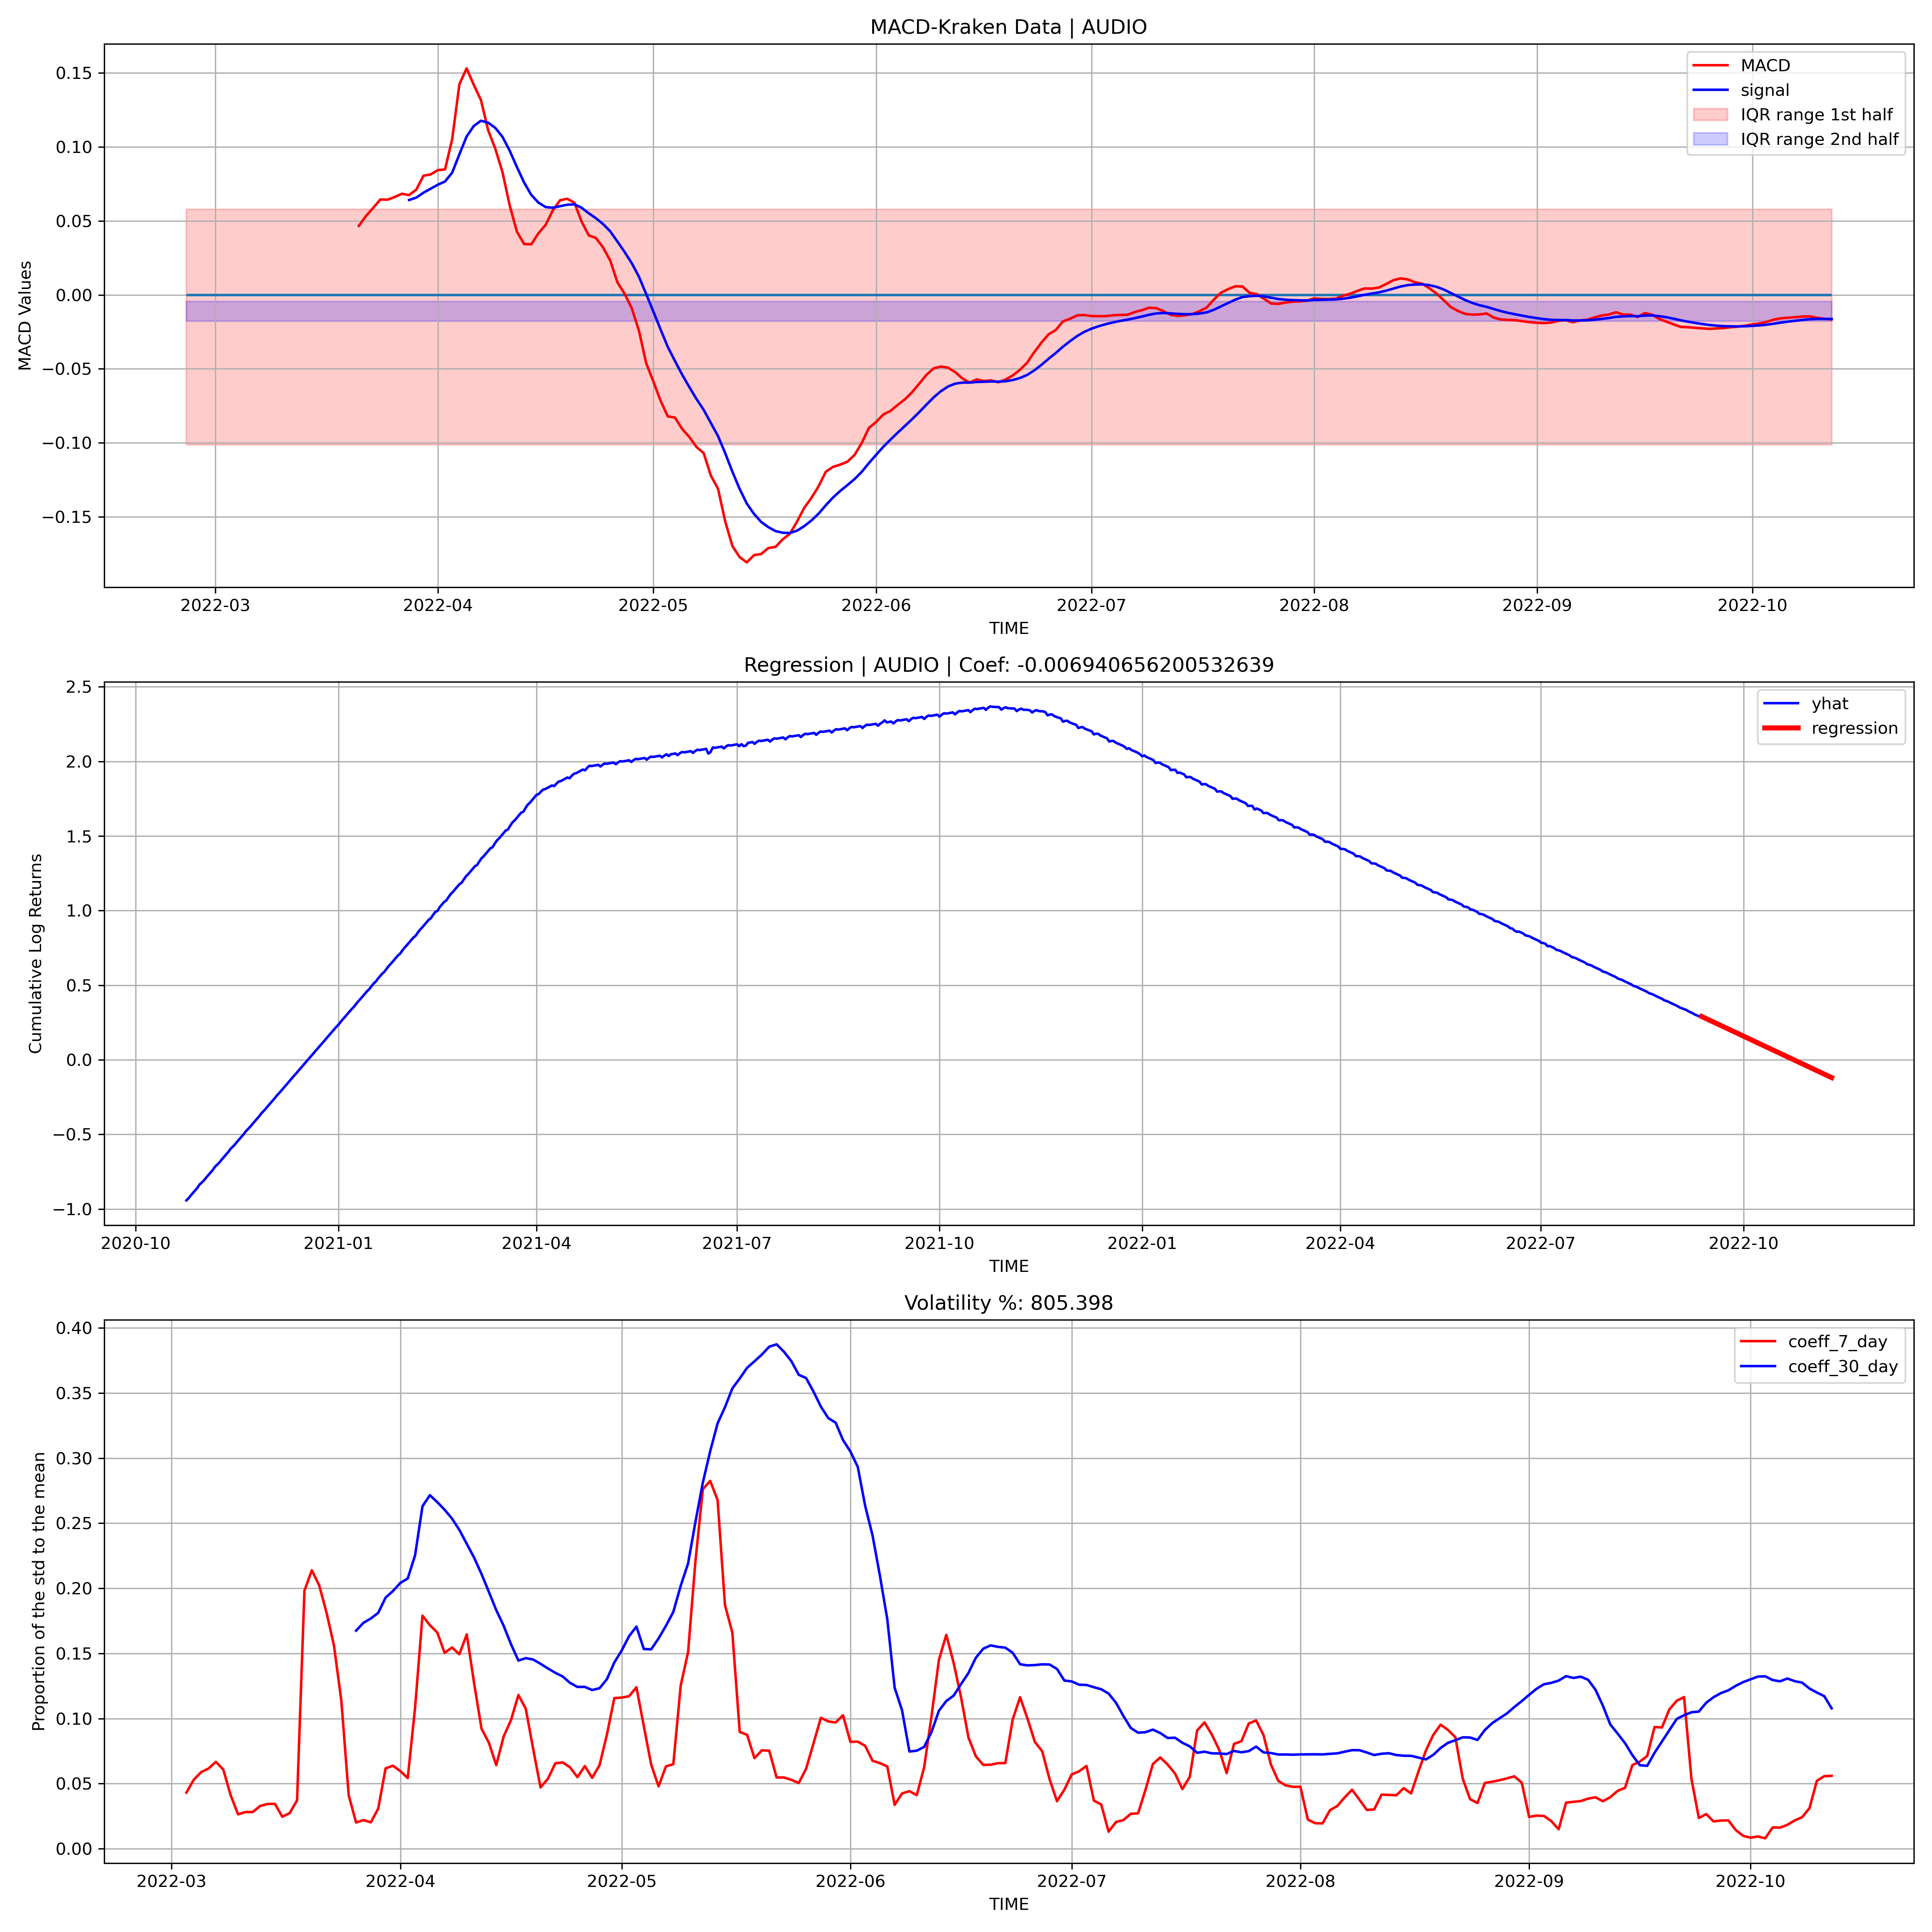 MACD-Kraken Data | AUDIO
MACD
signal
IQR range 1st half
IQR range 2nd half
MACD Values
0.15
0.10
0.05
0.00
−0.05
−0.10
−0.15
2022-03 2022-04 2022-05 2022-06 2022-07 2022-08 2022-09 2022-10
TIME
Regression | AUDIO | Coef: -0.006940656200532639
yhat
regression
Cumulative Log Returns
2.5
2.0
1.5
1.0
0.5
0.0
−0.5
−1.0
2020-10 2021-01 2021-04 2021-07 2021-10 2022-01 2022-04 2022-07 2022-10
TIME
Volatility %: 805.398
coeff_7_day
coeff_30_day
Proportion of the std to the mean
0.40
0.35
0.30
0.25
0.20
0.15
0.10
0.05
0.00
2022-03 2022-04 2022-05 2022-06 2022-07 2022-08 2022-09 2022-10
TIME